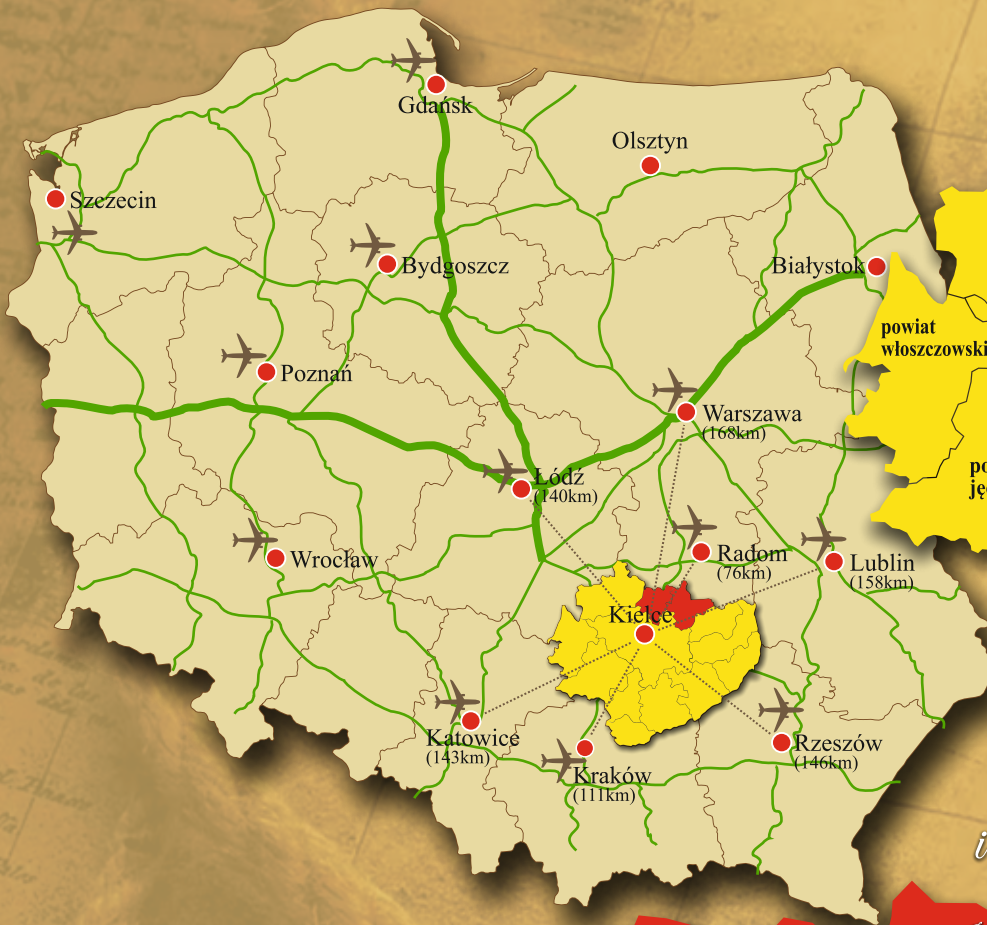 Gdańsk
Olsztyn
Szczecin
Bydgoszcz
Białystok
powiat
włoszczowski
Poznań
Warszawa
(168km)
Łódź
(140km)
Wrocław
Radom
(76km)
Lublin
(158km)
Kielce
Katowice
(143km)
Rzeszów
(146km)
Kraków
(111km)